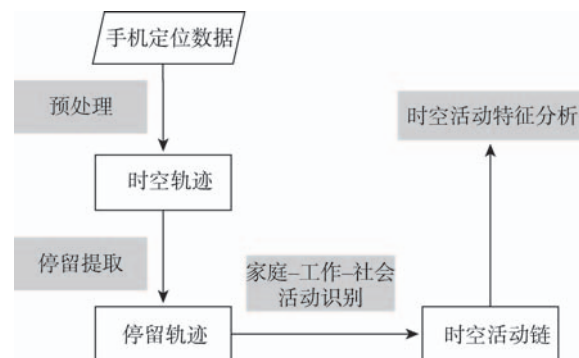 手机定位数据
预处理
时空活动特征分析
时空轨迹
停留提取
家庭–工作–社会
活动识别
停留轨迹
时空活动链